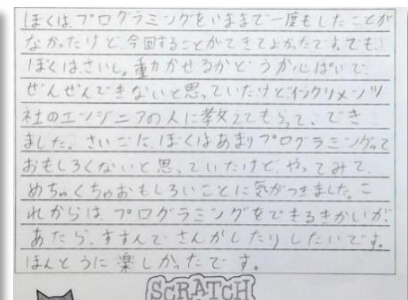 ぼくは、プログラミングをいままで一度もしたことが
なかったけど、今回することができてよかったです。でも、
ぼくはさいしょ、動かせるかどうか心ぱいで、
ぜんぜんできないと思っていたけどインクリメンツ
社のエンジニアの人に教えてもらって、でき
ました。さいごに、ぼくはあまりプログラミングって
おもしろくないと思っていたけど、やってみて、
めちゃくちゃおもしろいことに気がつきました。こ
れからは、プログラミングをできるきかいが
あたら、すすんでさんかしたりしたいです。
ほんとうに楽しかったです。
SCRATCH